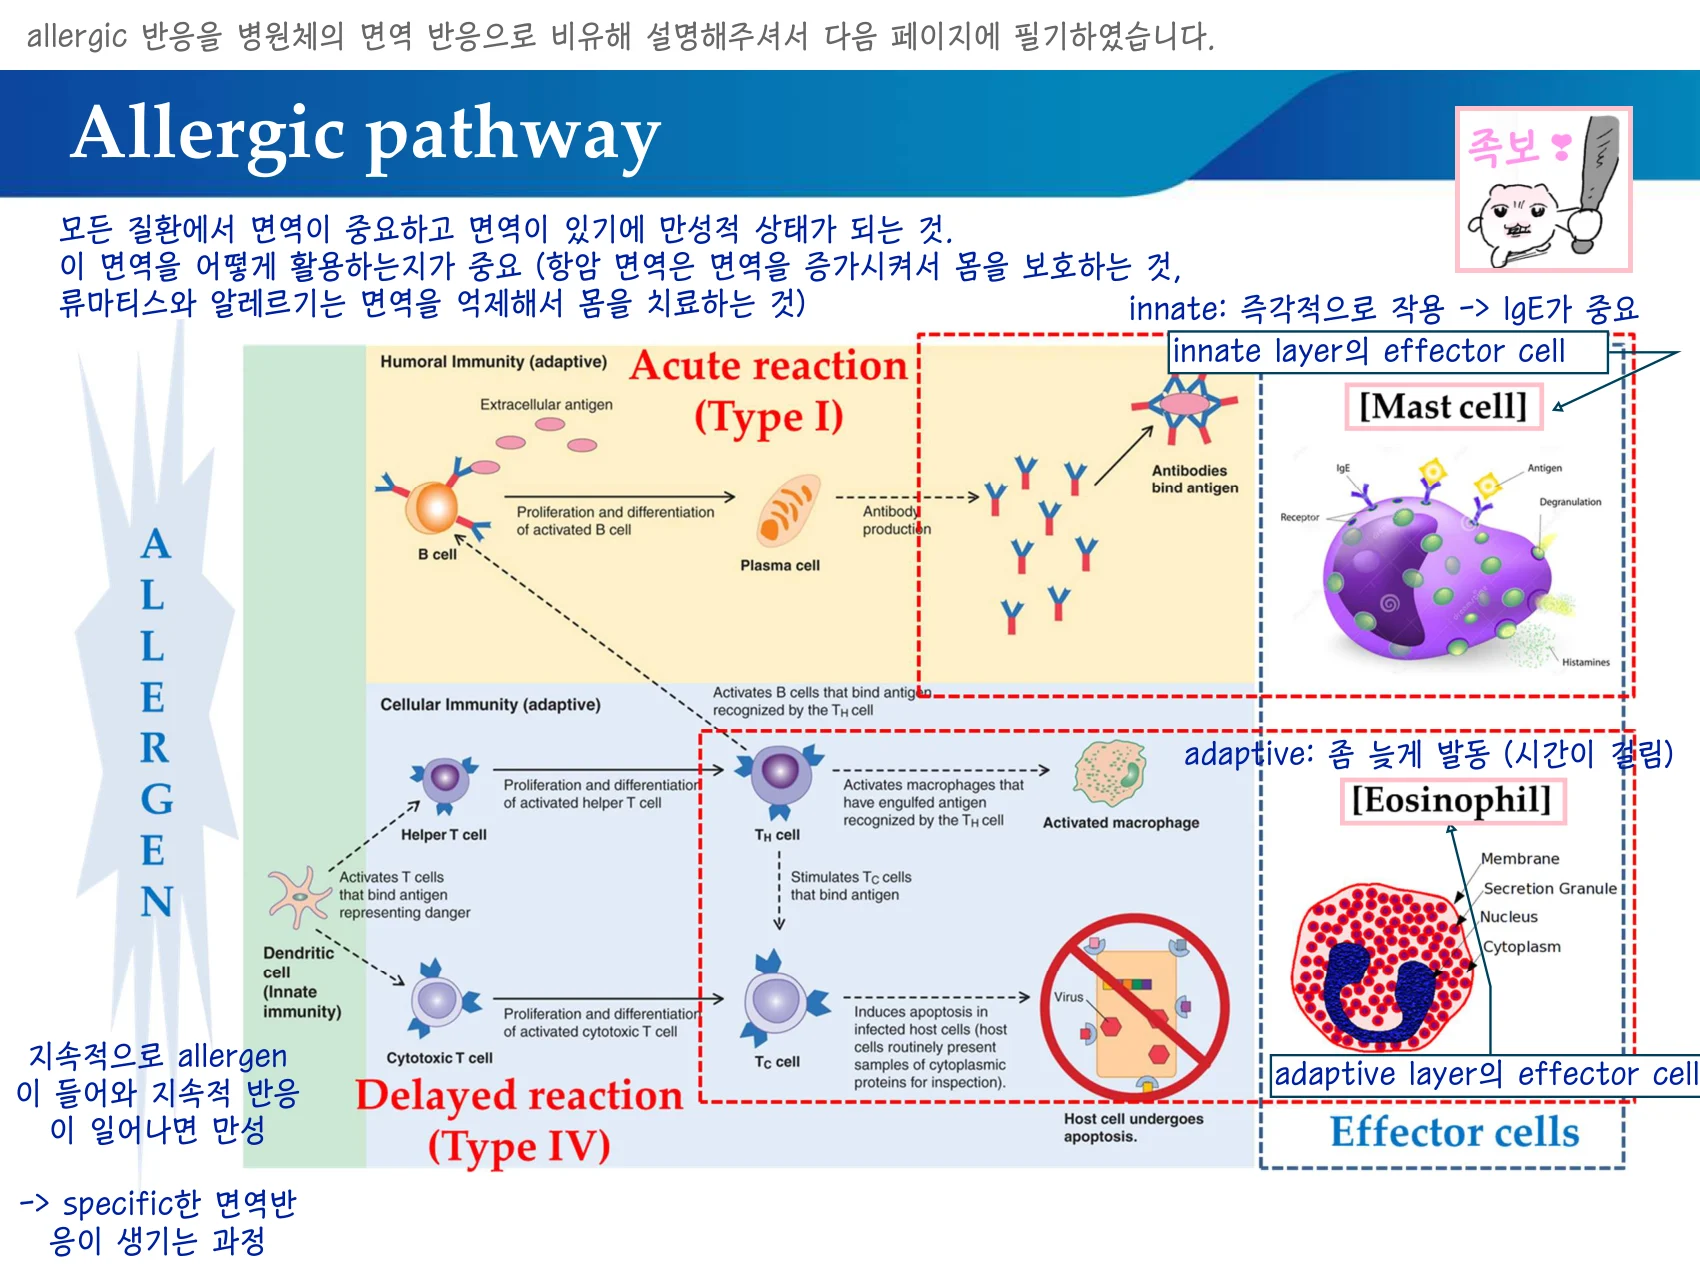 allergic 반응을 병원체의 면역 반응으로 비유해 설명해주셔서 다음 페이지에 필기하였습니다.
Allergic pathway
족보
모든 질환에서 면역이 중요하고 면역이 있기에 만성적 상태가 되는 것.
이 면역을 어떻게 활용하는지가 중요 (항암 면역은 면역을 증가시켜서 몸을 보호하는 것,
류마티스와 알레르기는 면역을 억제해서 몸을 치료하는 것)
innate: 즉각적으로 작용 -> IgE가 중요
innate layer의 effector cell
ALLERGEN
Humoral Immunity (adaptive)
Acute reaction
(Type I)
Extracellular antigen
B cell
Proliferation and differentiation
of activated B cell
Plasma cell
Antibody
production
Antibodies
bind antigen
[Mast cell]
IgE
Antigen
Receptor
Degranulation
Histamines
Activates B cells that bind antigen
recognized by the TH cell
Cellular Immunity (adaptive)
Helper T cell
Proliferation and differentiation
of activated helper T cell
TH cell
Activates macrophages that
have engulfed antigen
recognized by the TH cell
Activated macrophage
adaptive: 좀 늦게 발동 (시간이 걸림)
[Eosinophil]
Membrane
Secretion Granule
Nucleus
Cytoplasm
Activates T cells
that bind antigen
representing danger
Stimulates TC cells
that bind antigen
Dendritic
cell
(Innate
immunity)
Cytotoxic T cell
Proliferation and differentiation
of activated cytotoxic T cell
TC cell
Induces apoptosis in
infected host cells (host
cells routinely present
samples of cytoplasmic
proteins for inspection).
Virus
Host cell undergoes
apoptosis.
adaptive layer의 effector cell
Effector cells
Delayed reaction
(Type IV)
지속적으로 allergen
이 들어와 지속적 반응
이 일어나면 만성
-> specific한 면역반
응이 생기는 과정